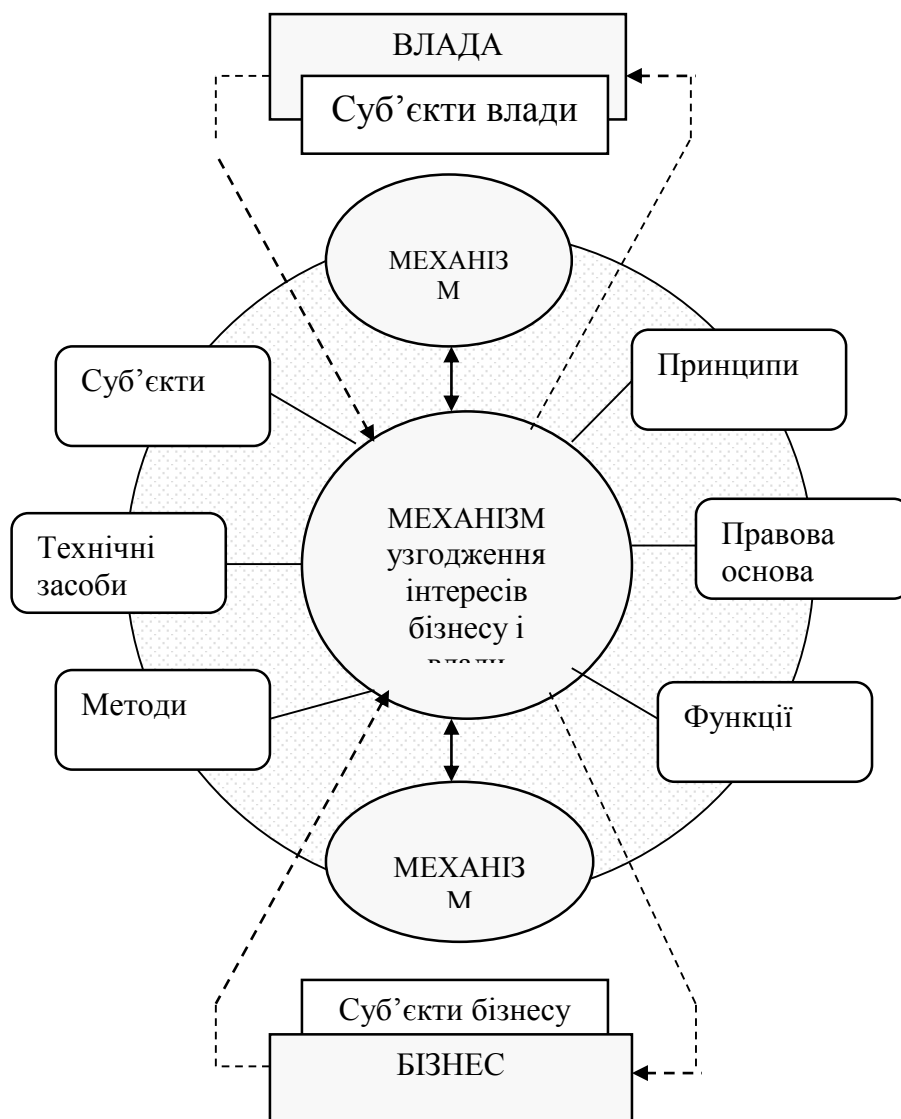 ВЛАДА
Суб’єкти влади
МЕХАНІЗ
М
Суб’єкти
Принципи
МЕХАНІЗМ
узгодження
інтересів
бізнесу і
влади
Технічні
засоби
Правова
основа
Методи
Функції
МЕХАНІЗ
М
Суб’єкти бізнесу
БІЗНЕС